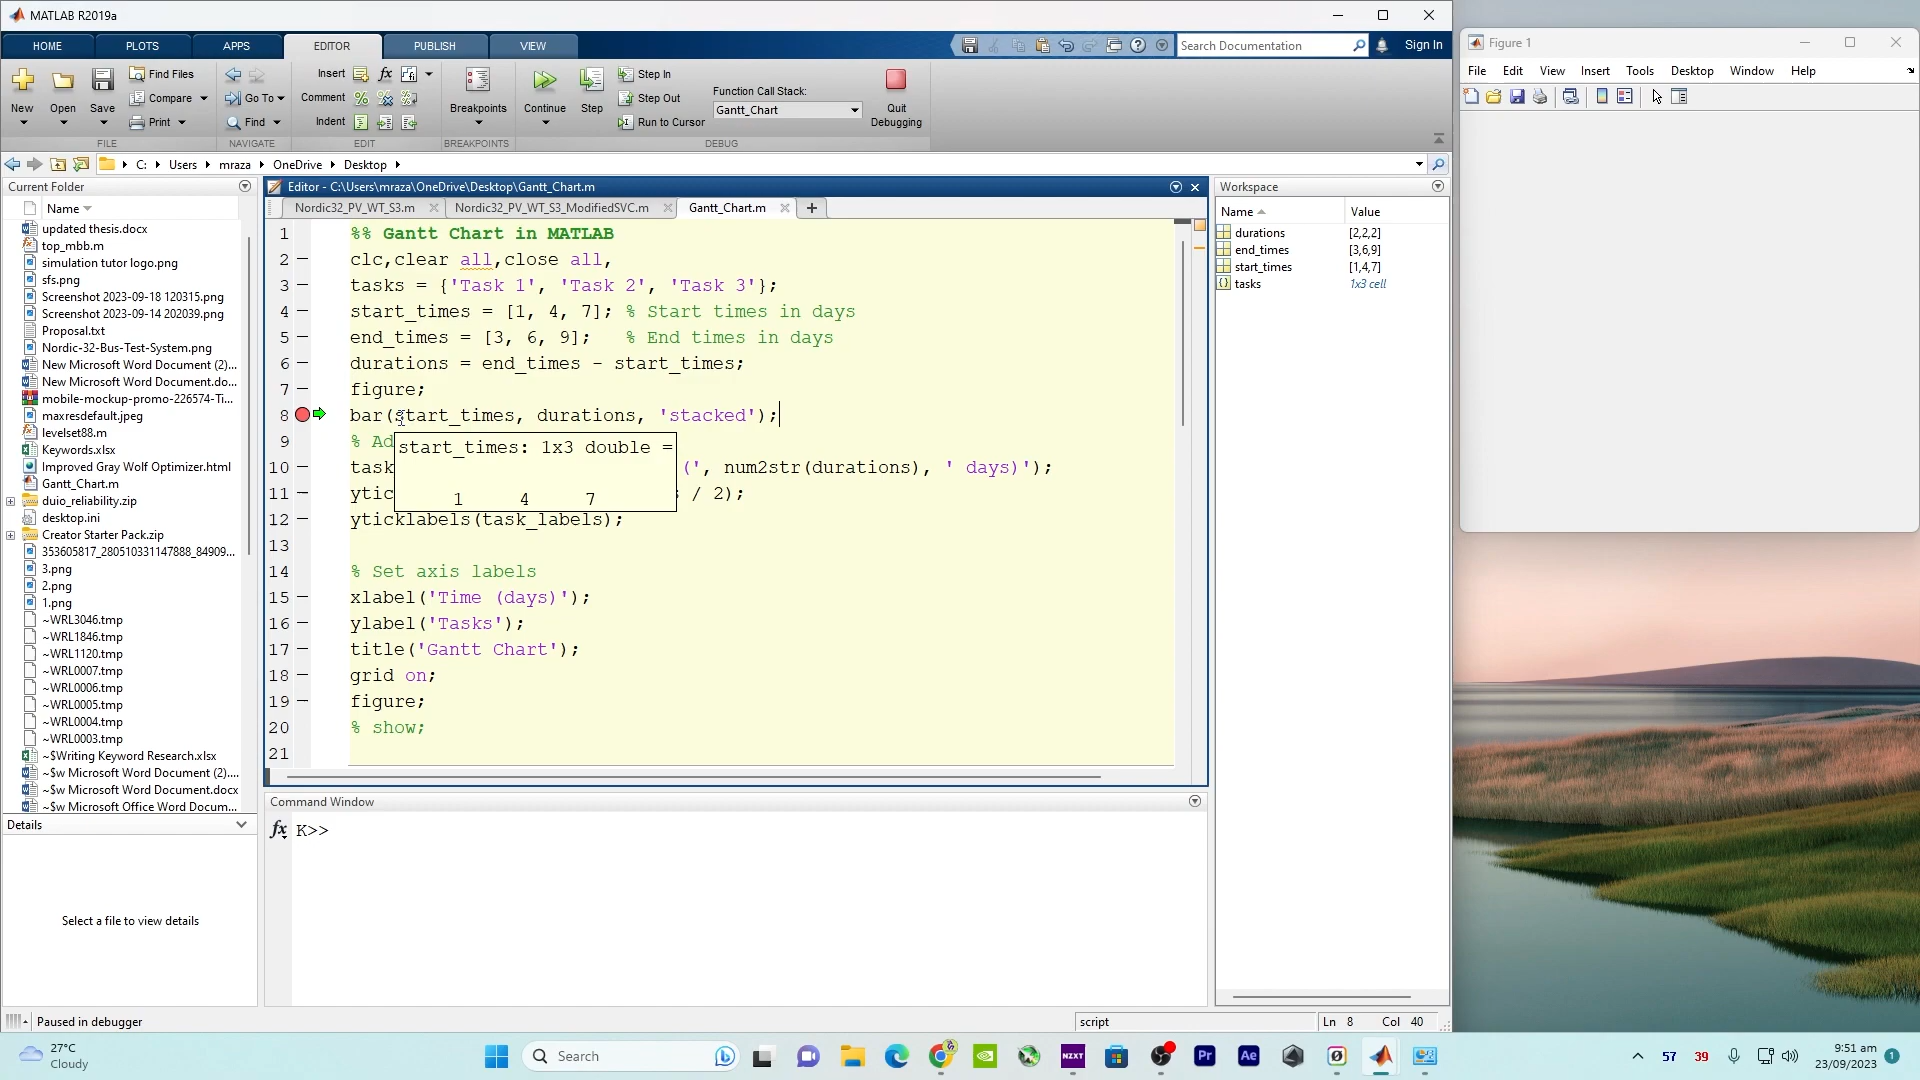 MATLAB R2019a
HOME PLOTS APPS EDITOR PUBLISH VIEW
Search Documentation Sign In
New Open Save Find Files Compare Print
Go To Find
Insert Comment Indent
Breakpoints Continue Step Step In Step Out Run to Cursor
Function Call Stack:
Gantt_Chart
Quit Debugging
FILE NAVIGATE EDIT BREAKPOINTS DEBUG
C: Users mraza OneDrive Desktop
Current Folder
Name
updated thesis.docx
top_mbb.m
simulation tutor logo.png
sfs.png
Screenshot 2023-09-18 120315.png
Screenshot 2023-09-14 202039.png
Proposal.txt
Nordic-32-Bus-Test-System.png
New Microsoft Word Document (2)...
New Microsoft Word Document.do...
mobile-mockup-promo-226574-Ti...
maxresdefault.jpeg
levelset88.m
Keywords.xlsx
Improved Gray Wolf Optimizer.html
Gantt_Chart.m
duio_reliability.zip
desktop.ini
Creator Starter Pack.zip
353605817_280510331147888_84909...
3.png
2.png
1.png
~WRL3046.tmp
~WRL1846.tmp
~WRL1120.tmp
~WRL0007.tmp
~WRL0006.tmp
~WRL0005.tmp
~WRL0004.tmp
~WRL0003.tmp
~$Writing Keyword Research.xlsx
~$w Microsoft Word Document (2)....
~$w Microsoft Word Document.docx
~$w Microsoft Office Word Docum...
Details
Select a file to view details
Editor - C:\Users\mraza\OneDrive\Desktop\Gantt_Chart.m
Nordic32_PV_WT_S3.m Nordic32_PV_WT_S3_ModifiedSVC.m Gantt_Chart.m
1 %% Gantt Chart in MATLAB
2 clc,clear all,close all,
3 tasks = {'Task 1', 'Task 2', 'Task 3'};
4 start_times = [1, 4, 7]; % Start times in days
5 end_times = [3, 6, 9]; % End times in days
6 durations = end_times - start_times;
7 figure;
8 bar(start_times, durations, 'stacked');
9 % Ad
start_times: 1x3 double =
10 task (', num2str(durations), ' days)');
11 ytic / 2);
1 4 7
12 yticklabels(task_labels);
13
14 % Set axis labels
15 xlabel('Time (days)');
16 ylabel('Tasks');
17 title('Gantt Chart');
18 grid on;
19 figure;
20 % show;
21
Command Window
fx K>>
Workspace
Name Value
durations [2,2,2]
end_times [3,6,9]
start_times [1,4,7]
tasks 1x3 cell
Paused in debugger
script Ln 8 Col 40
Figure 1
File Edit View Insert Tools Desktop Window Help
27°C
Cloudy
Search
NZXT Pr Ae
57 39
9:51 am
23/09/2023
1